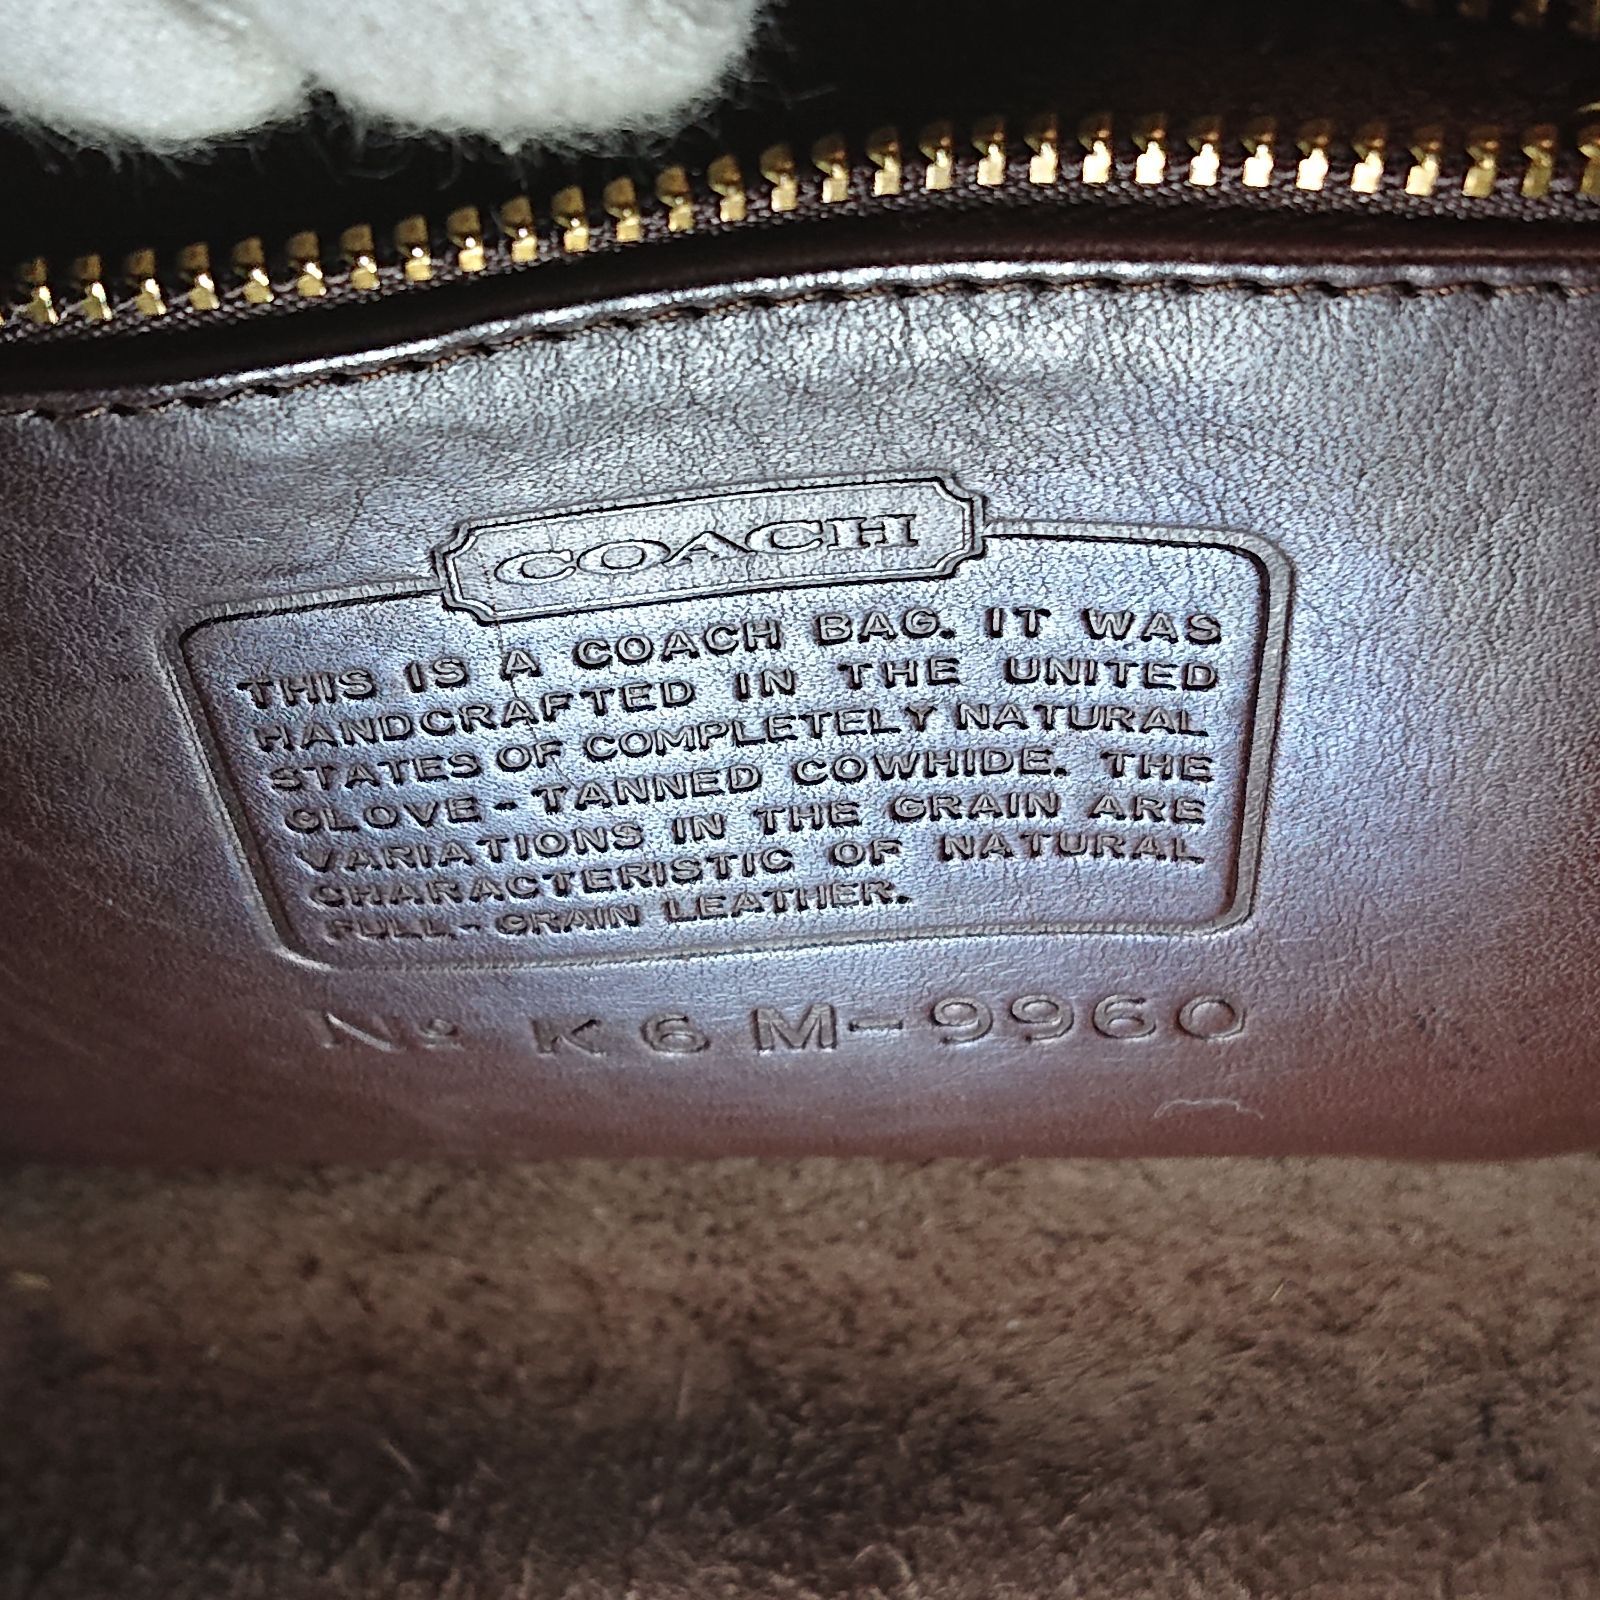 COACH
THIS IS A COACH BAG. IT WAS
HANDCRAFTED IN THE UNITED
STATES OF COMPLETELY NATURAL
GLOVE-TANNED COWHIDE. THE
VARIATIONS IN THE GRAIN ARE
CHARACTERISTIC OF NATURAL
FULL-GRAIN LEATHER.
No K6M-9960